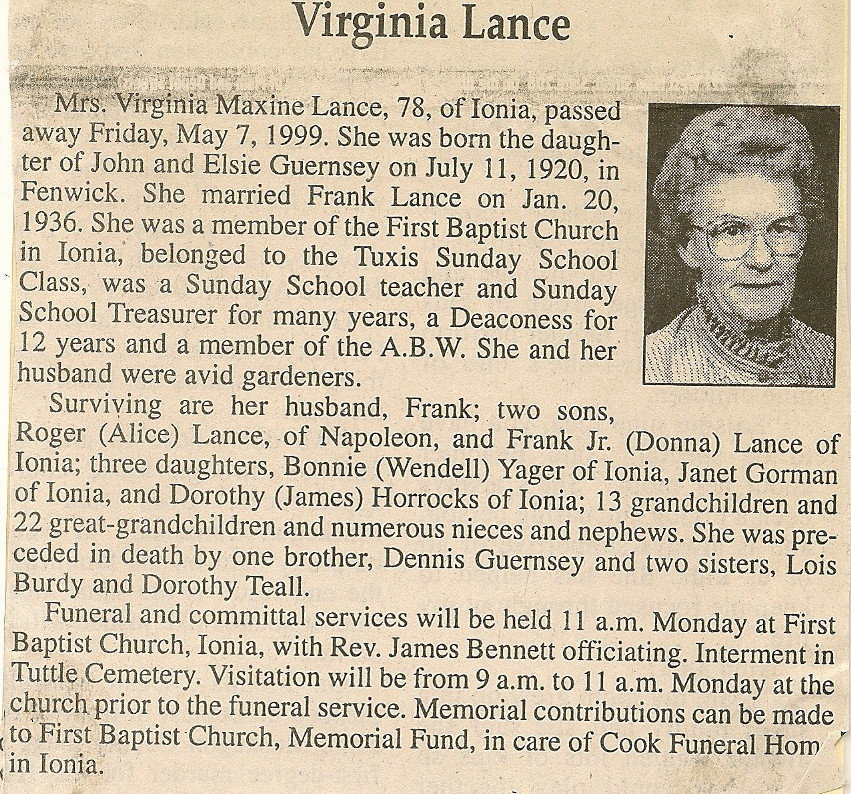 Virginia Lance
Mrs. Virginia Maxine Lance, 78, of Ionia, passed
away Friday, May 7, 1999. She was born the daugh-
ter of John and Elsie Guernsey on July 11, 1920, in
Fenwick. She married Frank Lance on Jan. 20,
1936. She was a member of the First Baptist Church
in Ionia, belonged to the Tuxis Sunday School
Class, was a Sunday School teacher and Sunday
School Treasurer for many years, a Deaconess for
12 years and a member of the A.B.W. She and her
husband were avid gardeners.
Surviving are her husband, Frank; two sons,
Roger (Alice) Lance, of Napoleon, and Frank Jr. (Donna) Lance of
Ionia; three daughters, Bonnie (Wendell) Yager of Ionia, Janet Gorman
of Ionia, and Dorothy (James) Horrocks of Ionia; 13 grandchildren and
22 great-grandchildren and numerous nieces and nephews. She was pre-
ceded in death by one brother, Dennis Guernsey and two sisters, Lois
Burdy and Dorothy Teall.
Funeral and committal services will be held 11 a.m. Monday at First
Baptist Church, Ionia, with Rev. James Bennett officiating. Interment in
Tuttle Cemetery. Visitation will be from 9 a.m. to 11 a.m. Monday at the
church prior to the funeral service. Memorial contributions can be made
to First Baptist Church, Memorial Fund, in care of Cook Funeral Hom
in Ionia.